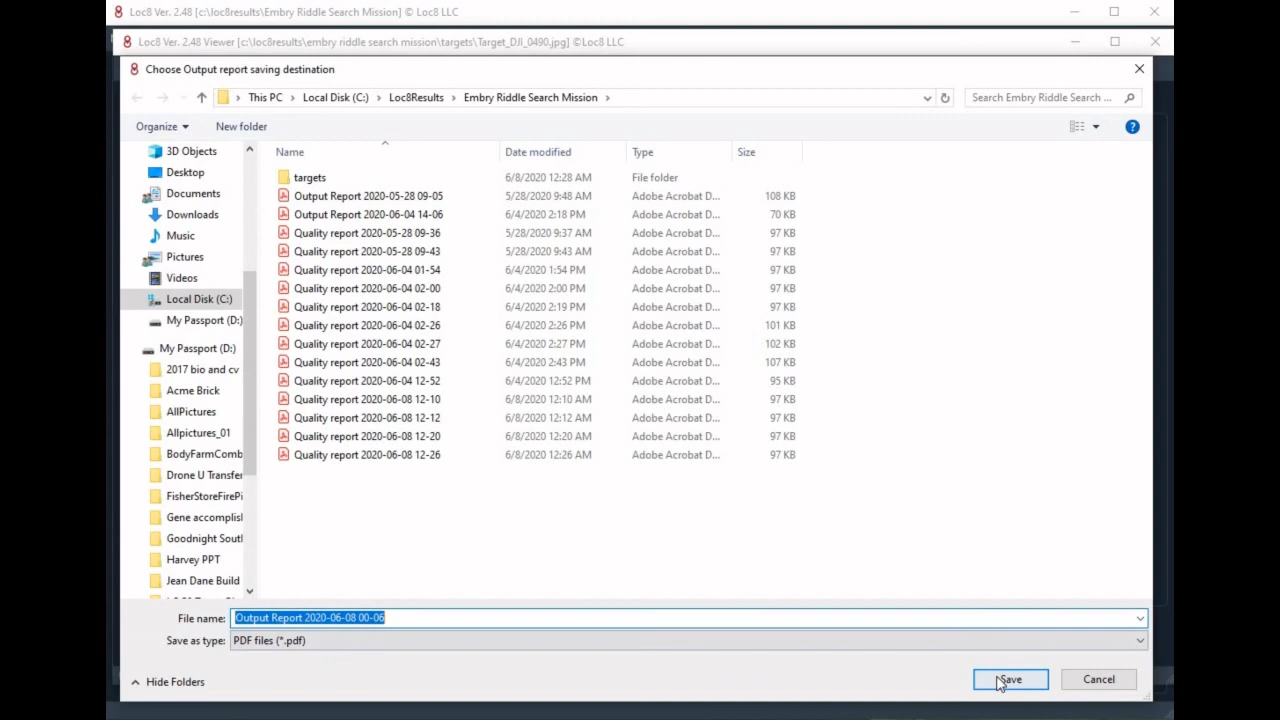 Loc8 Ver. 2.48 [c:\loc8results\Embry Riddle Search Mission] © Loc8 LLC
Loc8 Ver. 2.48 Viewer [c:\loc8results\embry riddle search mission\targets\Target_DJI_0490.jpg] ©Loc8 LLC
Choose Output report saving destination
This PC > Local Disk (C:) > Loc8Results > Embry Riddle Search Mission >
Search Embry Riddle Search ...
Organize
New folder
Name Date modified Type Size
3D Objects
Desktop
Documents
Downloads
Music
Pictures
Videos
Local Disk (C:)
My Passport (D:)
My Passport (D:)
2017 bio and cv
Acme Brick
AllPictures
Allpictures_01
BodyFarmComb
Drone U Transfer
FisherStoreFirePi
Gene accomplish
Goodnight South
Harvey PPT
Jean Dane Build
targets 6/8/2020 12:28 AM File folder
Output Report 2020-05-28 09-05 5/28/2020 9:48 AM Adobe Acrobat D... 108 KB
Output Report 2020-06-04 14-06 6/4/2020 2:18 PM Adobe Acrobat D... 70 KB
Quality report 2020-05-28 09-36 5/28/2020 9:37 AM Adobe Acrobat D... 97 KB
Quality report 2020-05-28 09-43 5/28/2020 9:43 AM Adobe Acrobat D... 97 KB
Quality report 2020-06-04 01-54 6/4/2020 1:54 PM Adobe Acrobat D... 97 KB
Quality report 2020-06-04 02-00 6/4/2020 2:00 PM Adobe Acrobat D... 97 KB
Quality report 2020-06-04 02-18 6/4/2020 2:19 PM Adobe Acrobat D... 97 KB
Quality report 2020-06-04 02-26 6/4/2020 2:26 PM Adobe Acrobat D... 101 KB
Quality report 2020-06-04 02-27 6/4/2020 2:27 PM Adobe Acrobat D... 102 KB
Quality report 2020-06-04 02-43 6/4/2020 2:43 PM Adobe Acrobat D... 107 KB
Quality report 2020-06-04 12-52 6/4/2020 12:52 PM Adobe Acrobat D... 95 KB
Quality report 2020-06-08 12-10 6/8/2020 12:10 AM Adobe Acrobat D... 97 KB
Quality report 2020-06-08 12-12 6/8/2020 12:12 AM Adobe Acrobat D... 97 KB
Quality report 2020-06-08 12-20 6/8/2020 12:20 AM Adobe Acrobat D... 97 KB
Quality report 2020-06-08 12-26 6/8/2020 12:26 AM Adobe Acrobat D... 97 KB
File name: Output Report 2020-06-08 00-06
Save as type: PDF files (*.pdf)
Hide Folders
Save
Cancel